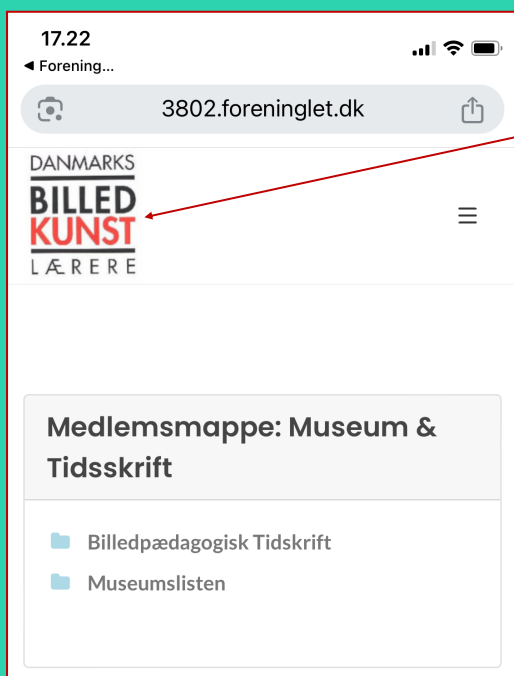 17.22
◀ Forening...
3802.foreninglet.dk
DANMARKS
BILLED
KUNST
LÆRERE
Medlemsmappe: Museum &
Tidsskrift
Billedpædagogisk Tidskrift
Museumslisten